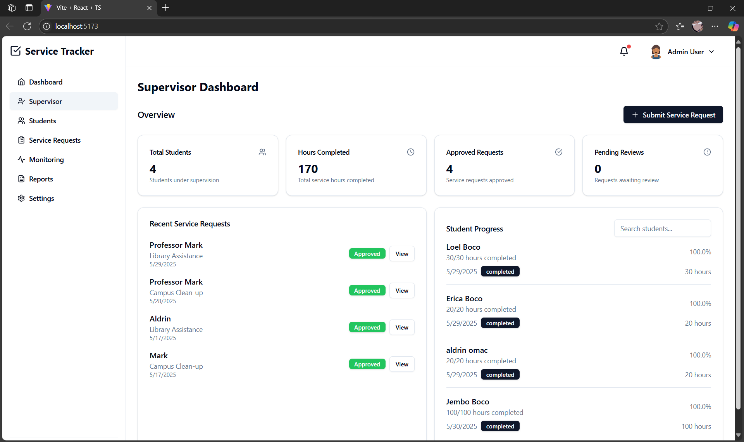 Vite + React + TS
localhost:5173
Service Tracker
Admin User
Dashboard
Supervisor
Students
Service Requests
Monitoring
Reports
Settings
Supervisor Dashboard
Overview
+ Submit Service Request
Total Students
4
Students under supervision
Hours Completed
170
Total service hours completed
Approved Requests
4
Service requests approved
Pending Reviews
0
Requests awaiting review
Recent Service Requests
Professor Mark
Library Assistance
5/29/2025
Approved
View
Professor Mark
Campus Clean-up
5/28/2025
Approved
View
Aldrin
Library Assistance
5/17/2025
Approved
View
Mark
Campus Clean-up
5/17/2025
Approved
View
Student Progress
Search students...
Loel Boco
30/30 hours completed
100.0%
5/29/2025 completed
30 hours
Erica Boco
20/20 hours completed
100.0%
5/29/2025 completed
20 hours
aldrin omac
20/20 hours completed
100.0%
5/29/2025 completed
20 hours
Jembo Boco
100/100 hours completed
100.0%
5/30/2025 completed
100 hours